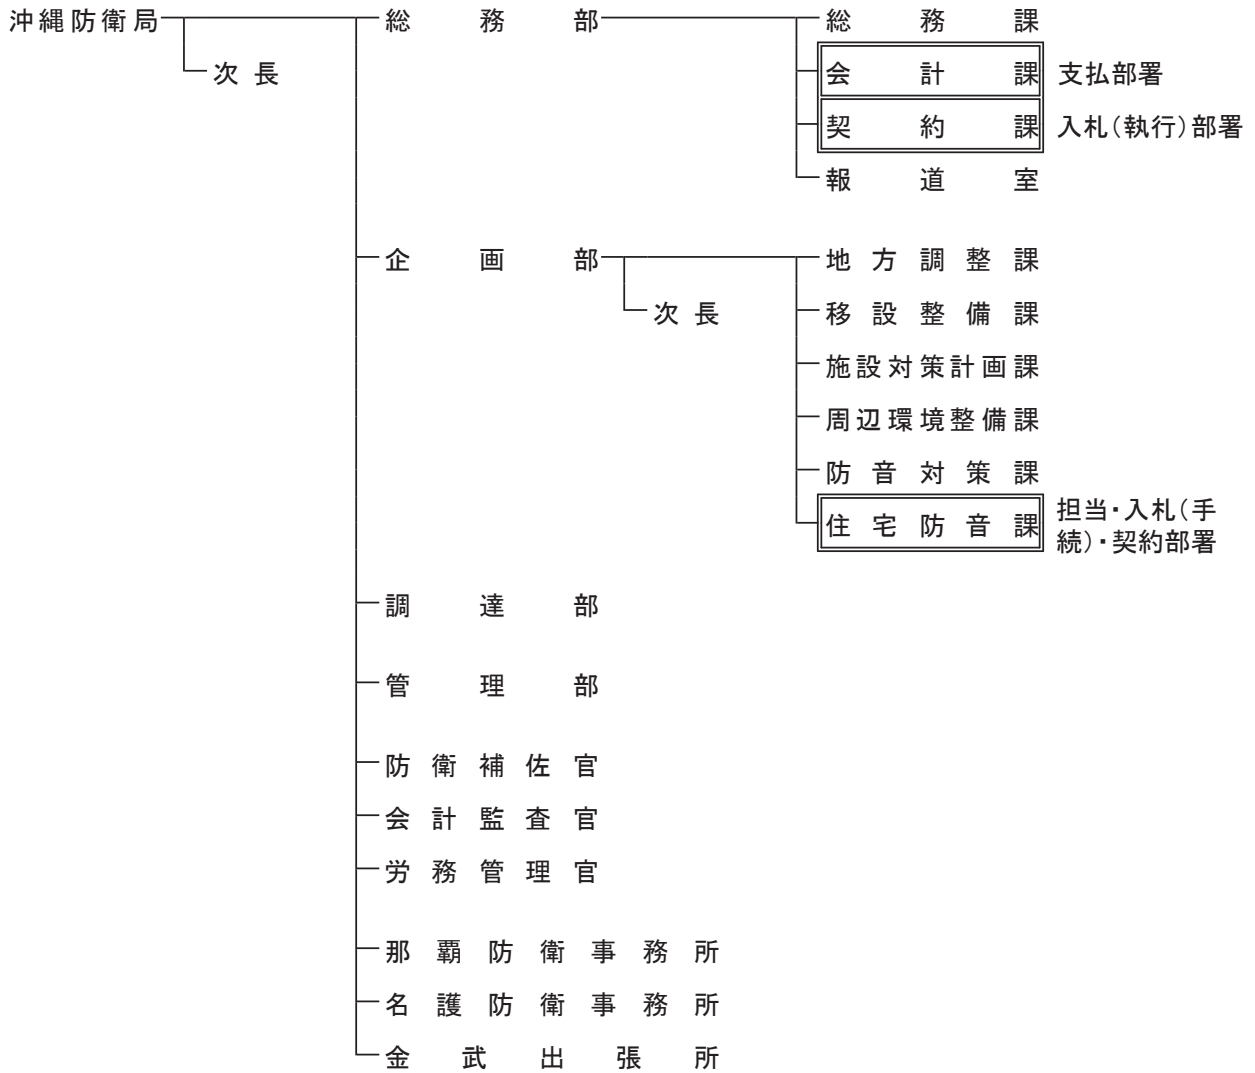 沖縄防衛局 総務部 総務課
次長 会計課 支払部署
契約課 入札(執行)部署
報道室
企画部 地方調整課
次長 移設整備課
施設対策計画課
周辺環境整備課
防音対策課
住宅防音課 担当・入札(手
続)・契約部署
調達部
管理部
防衛補佐官
会計監査官
労務管理官
那覇防衛事務所
名護防衛事務所
金武出張所